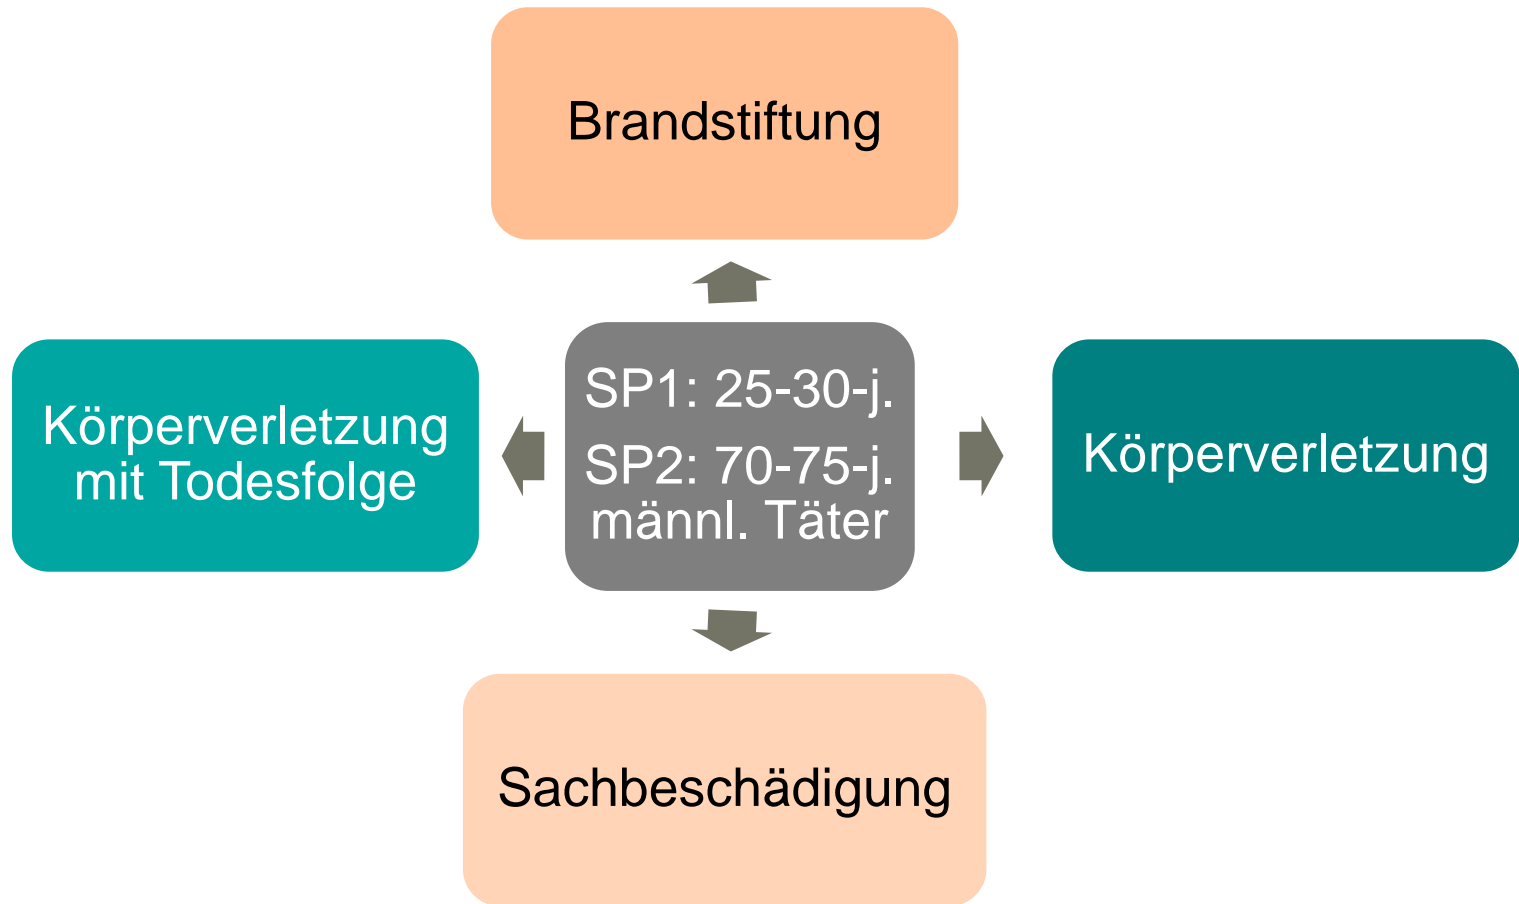 Brandstiftung
Körperverletzung
mit Todesfolge
SP1: 25-30-j.
SP2: 70-75-j.
männl. Täter
Körperverletzung
Sachbeschädigung